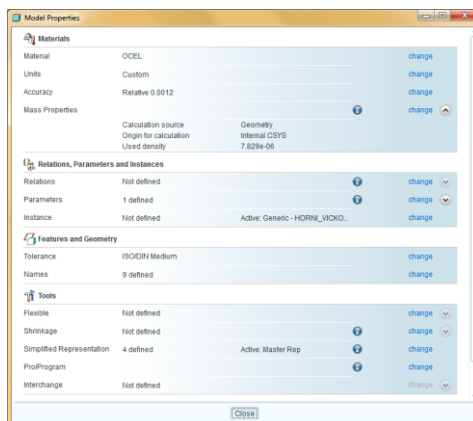 Model Properties
Materials
Material OCEL change
Units Custom change
Accuracy Relative 0.0012 change
Mass Properties change
Calculation source Geometry
Origin for calculation Internal CSYS
Used density 7.829e-06
Relations, Parameters and Instances
Relations Not defined change
Parameters 1 defined change
Instance Not defined Active: Generic - HORNI_VICKO... change
Features and Geometry
Tolerance ISO/DIN Medium change
Names 9 defined change
Tools
Flexible Not defined change
Shrinkage Not defined change
Simplified Representation 4 defined Active: Master Rep change
Pro/Program change
Interchange Not defined change
Close